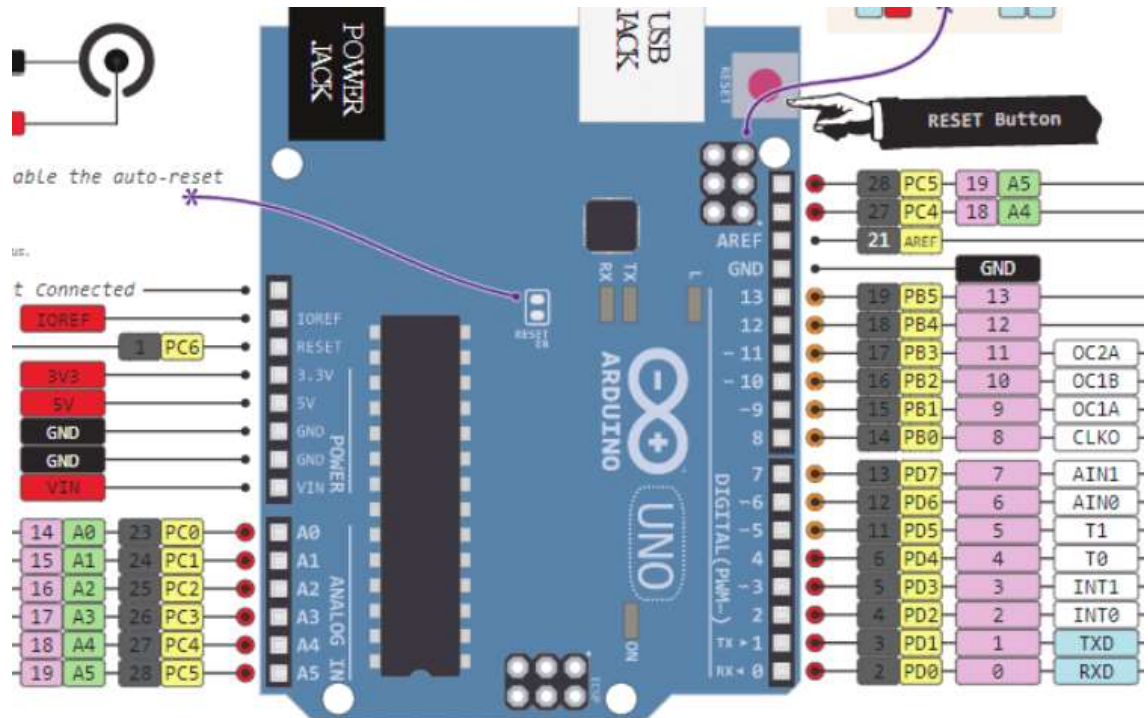 POWER
JACK
USB
JACK
RESET
RESET Button
able the auto-reset
us.
t Connected
IOREF
1 PC6
3V3
5V
GND
GND
VIN
14 A0 23 PC0
15 A1 24 PC1
16 A2 25 PC2
17 A3 26 PC3
18 A4 27 PC4
19 A5 28 PC5
IOREF
RESET
3.3V
5V
GND
GND
VIN
POWER
A0
A1
A2
A3
A4
A5
ANALOG IN
RESET
EN
RX
TX
L
ARDUINO
UNO
ON
ICSP
AREF
GND
13
12
~11
~10
~9
8
7
~6
~5
4
~3
2
TX▸1
RX◂0
DIGITAL (PWM~)
28 PC5 19 A5
27 PC4 18 A4
21 AREF
GND
19 PB5 13
18 PB4 12
17 PB3 11 OC2A
16 PB2 10 OC1B
15 PB1 9 OC1A
14 PB0 8 CLKO
13 PD7 7 AIN1
12 PD6 6 AIN0
11 PD5 5 T1
6 PD4 4 T0
5 PD3 3 INT1
4 PD2 2 INT0
3 PD1 1 TXD
2 PD0 0 RXD